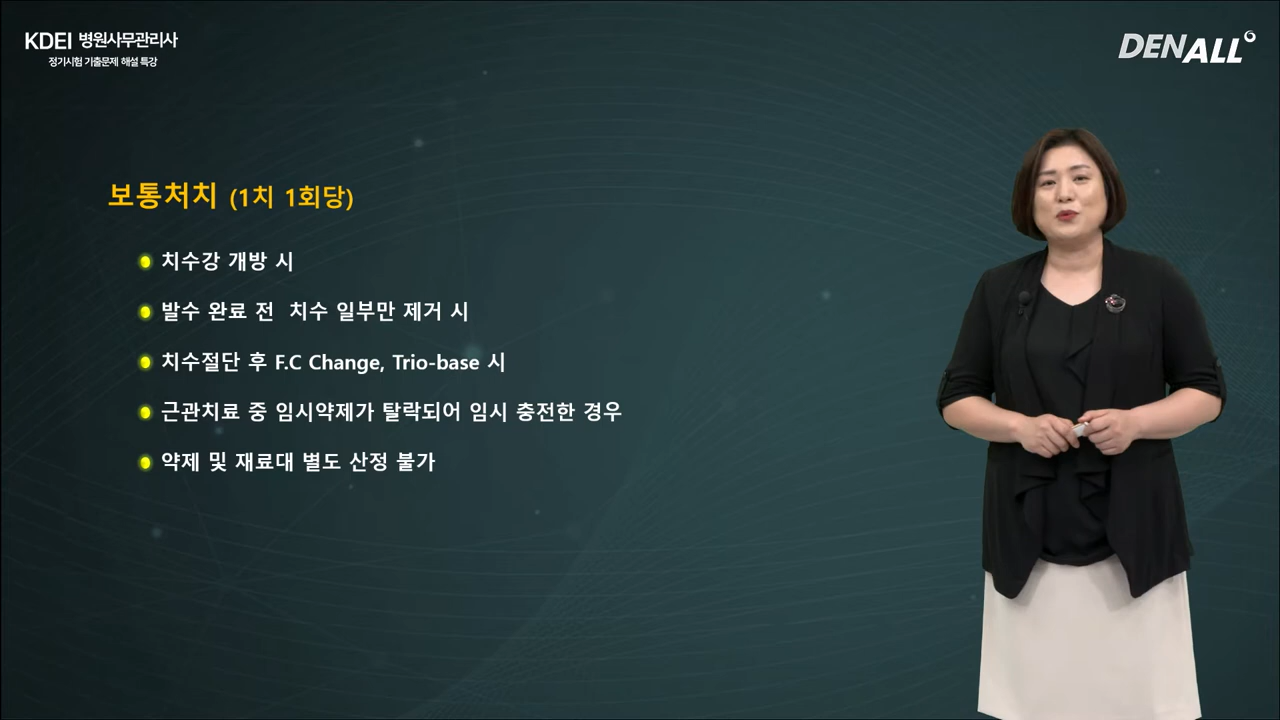 KDEI 병원사무관리사
정기시험 기출문제 해설 특강
DENALL
보통처치 (1치 1회당)
치수강 개방 시
발수 완료 전 치수 일부만 제거 시
치수절단 후 F.C Change, Trio-base 시
근관치료 중 임시약제가 탈락되어 임시 충전한 경우
약제 및 재료대 별도 산정 불가